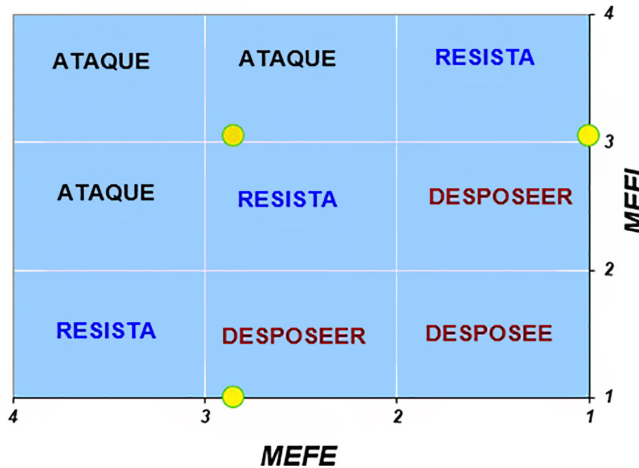 4
ATAQUE ATAQUE RESISTA
3
ATAQUE RESISTA DESPOSEER
MEFI
2
RESISTA DESPOSEER DESPOSEE
1
4 3 2 1
MEFE